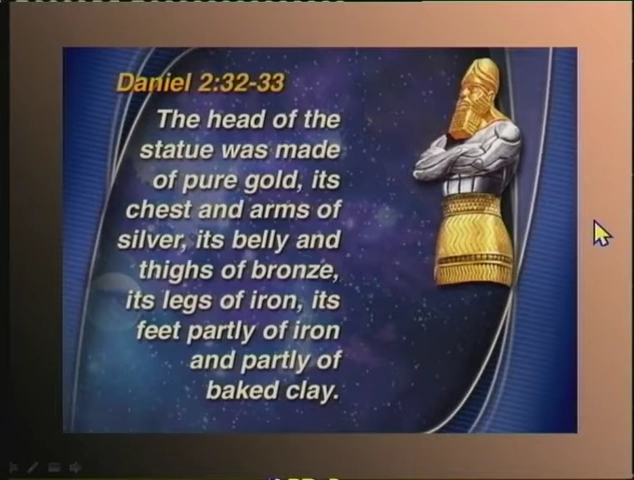 Daniel 2:32-33
The head of the
statue was made
of pure gold, its
chest and arms of
silver, its belly and
thighs of bronze,
its legs of iron, its
feet partly of iron
and partly of
baked clay.